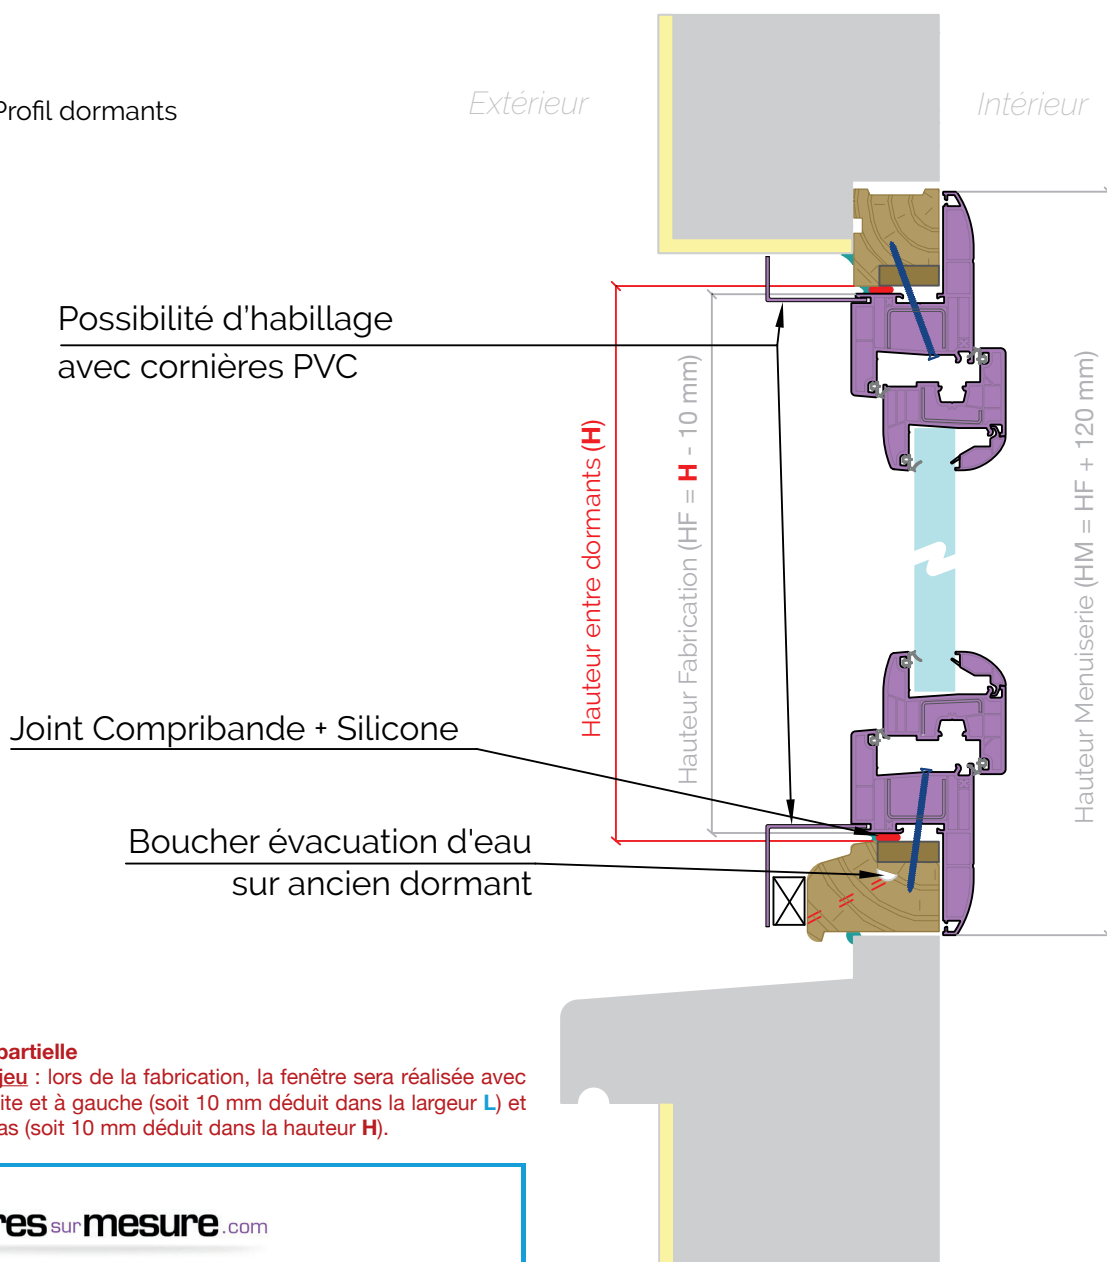 Profil dormants
Extérieur
Intérieur
Possibilité d'habillage
avec cornières PVC
Hauteur entre dormants (H)
Hauteur Fabrication (HF = H - 10 mm)
Hauteur Menuiserie (HM = HF + 120 mm)
Joint Compribande + Silicone
Boucher évacuation d'eau
sur ancien dormant
partielle
jeu : lors de la fabrication, la fenêtre sera réalisée avec
ite et à gauche (soit 10 mm déduit dans la largeur L) et
as (soit 10 mm déduit dans la hauteur H).
res sur mesure .com